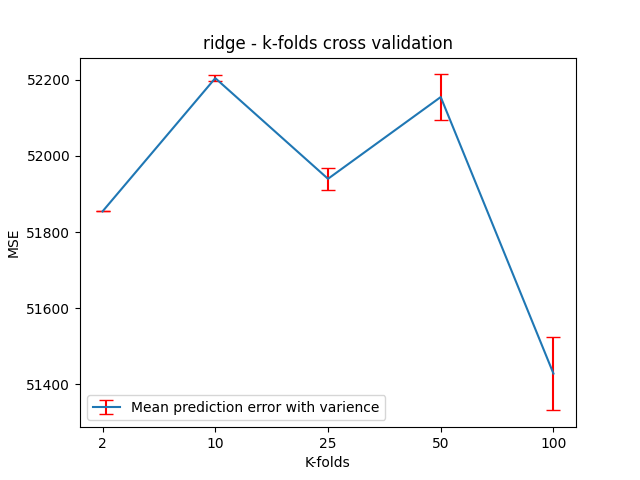 ridge - k-folds cross validation
MSE
52200
52000
51800
51600
51400
Mean prediction error with varience
2 10 25 50 100
K-folds